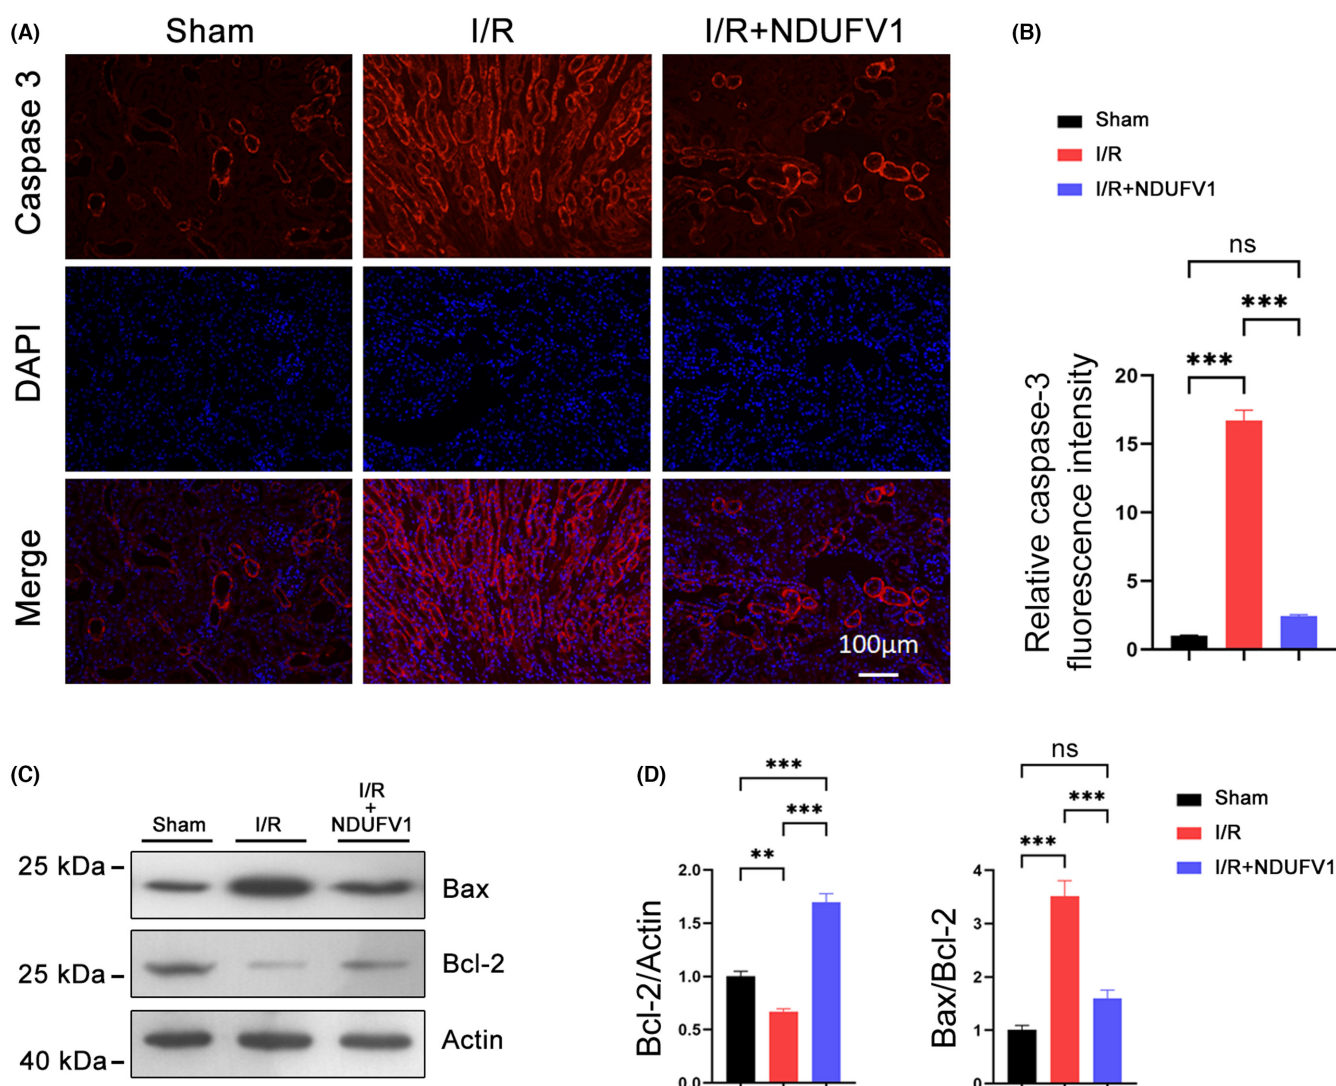 (A)
Sham
I/R
I/R+NDUFV1
Caspase 3
DAPI
Merge
100μm
(B)
Sham
I/R
I/R+NDUFV1
ns
***
***
Relative caspase-3
fluorescence intensity
20
15
10
5
0
(C)
Sham
I/R
I/R
+
NDUFV1
25 kDa
Bax
Bcl-2
25 kDa
Actin
40 kDa
(D)
***
***
**
Bcl-2/Actin
2.0
1.5
1.0
0.5
0.0
ns
***
***
Bax/Bcl-2
4
3
2
1
0
Sham
I/R
I/R+NDUFV1